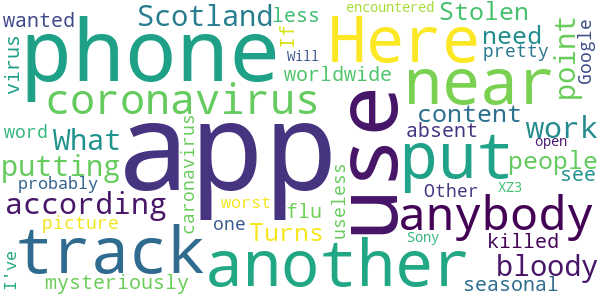 encountered
wanted
Scotland
less
Stolen
If
Will
Google
virus
phone
Here
need
point
pretty
worldwide
near
coronavirus
content
word
What
app
use
absent
work
caronavirus
put
people
putting
useless
see
probably
Other
XZ3
open
according
worst
flu
anybody
picture
one
Turns
Sony
killed
track
another
bloody
I've
mysteriously
seasonal